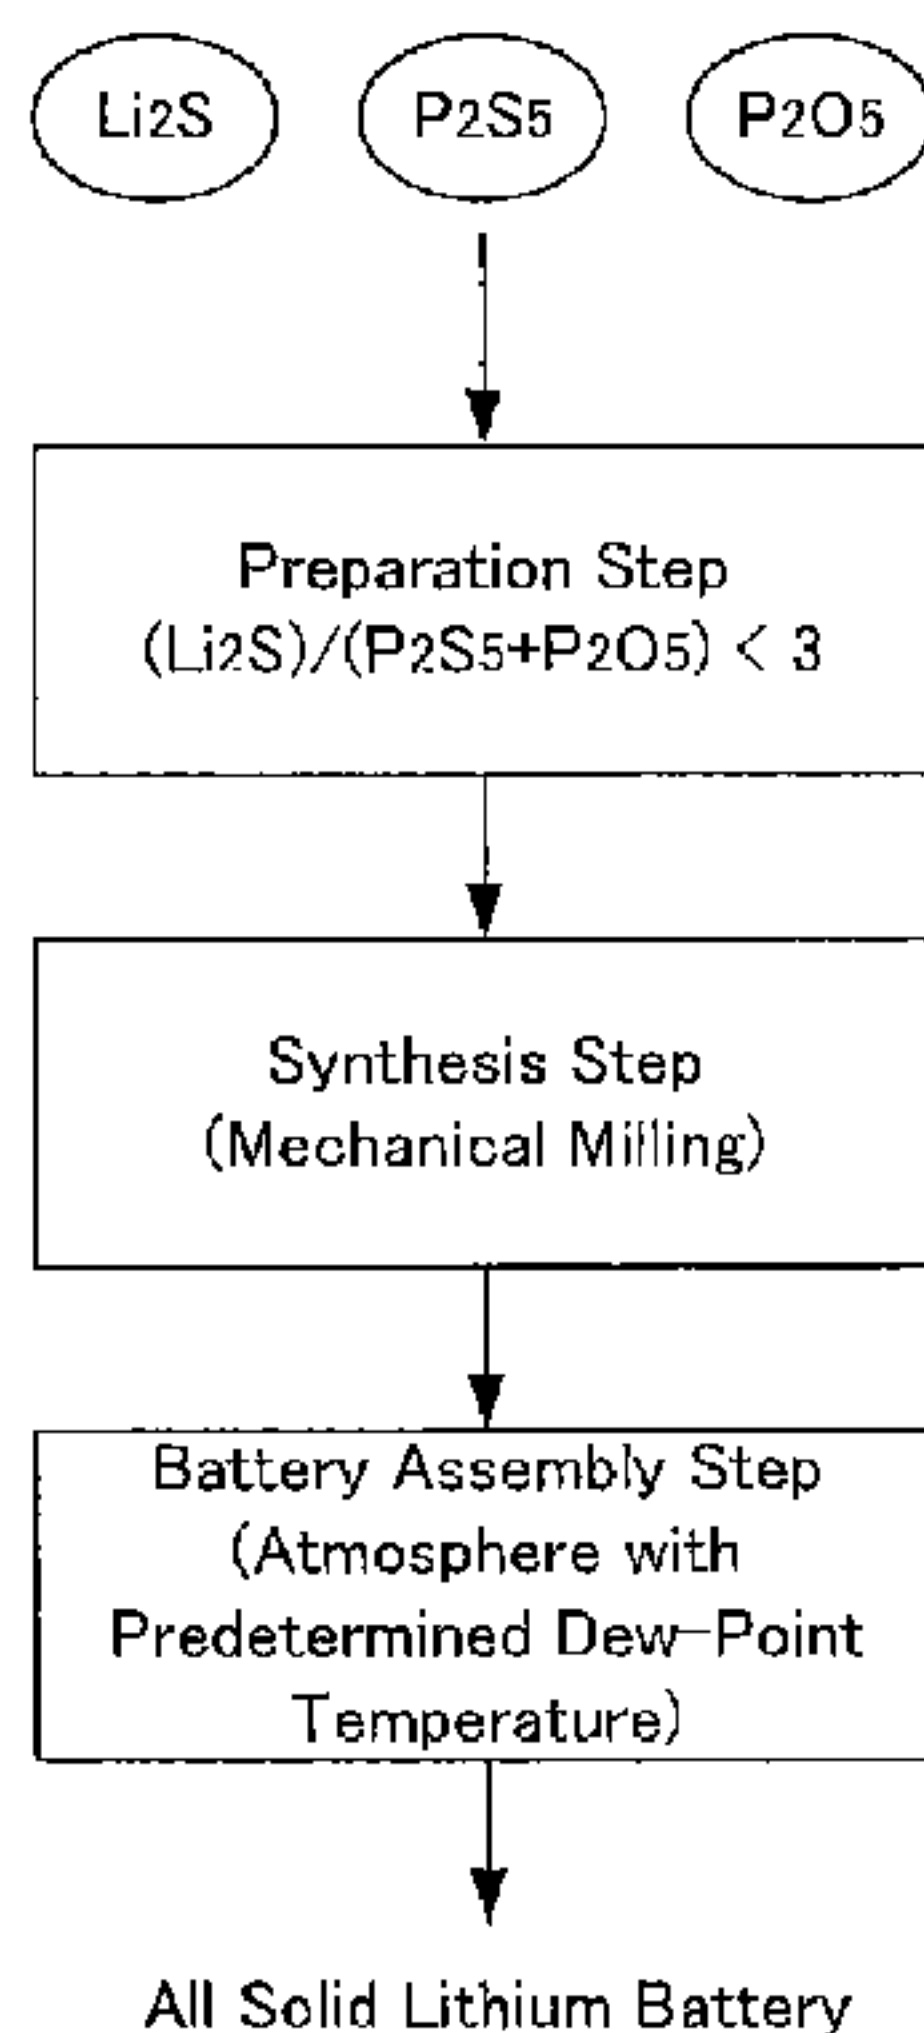 Li2S P2S5 P2O5
Preparation Step
(Li2S)/(P2S5+P2O5) < 3
Synthesis Step
(Mechanical Milling)
Battery Assembly Step
(Atmosphere with
Predetermined Dew-Point
Temperature)
All Solid Lithium Battery